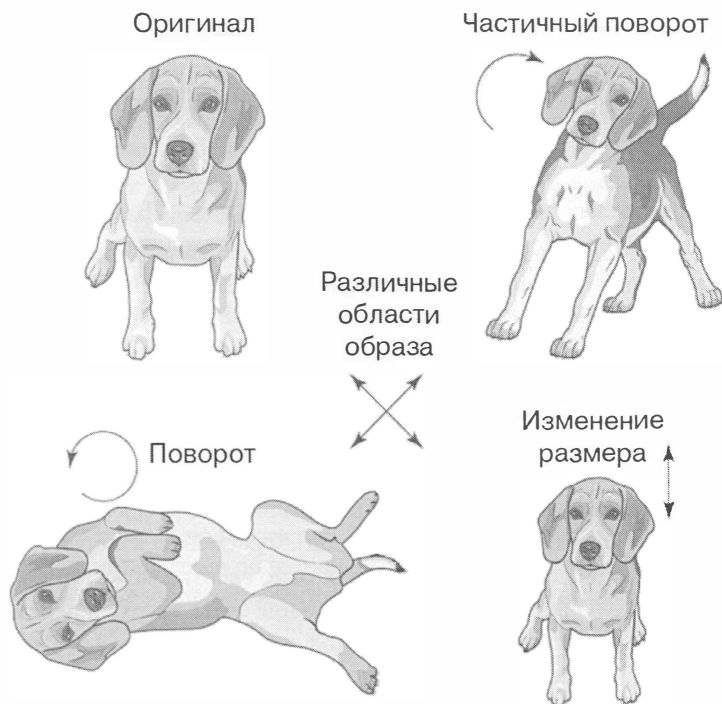 Оригинал
Частичный поворот
Различные
области
образа
Поворот
Изменение
размера